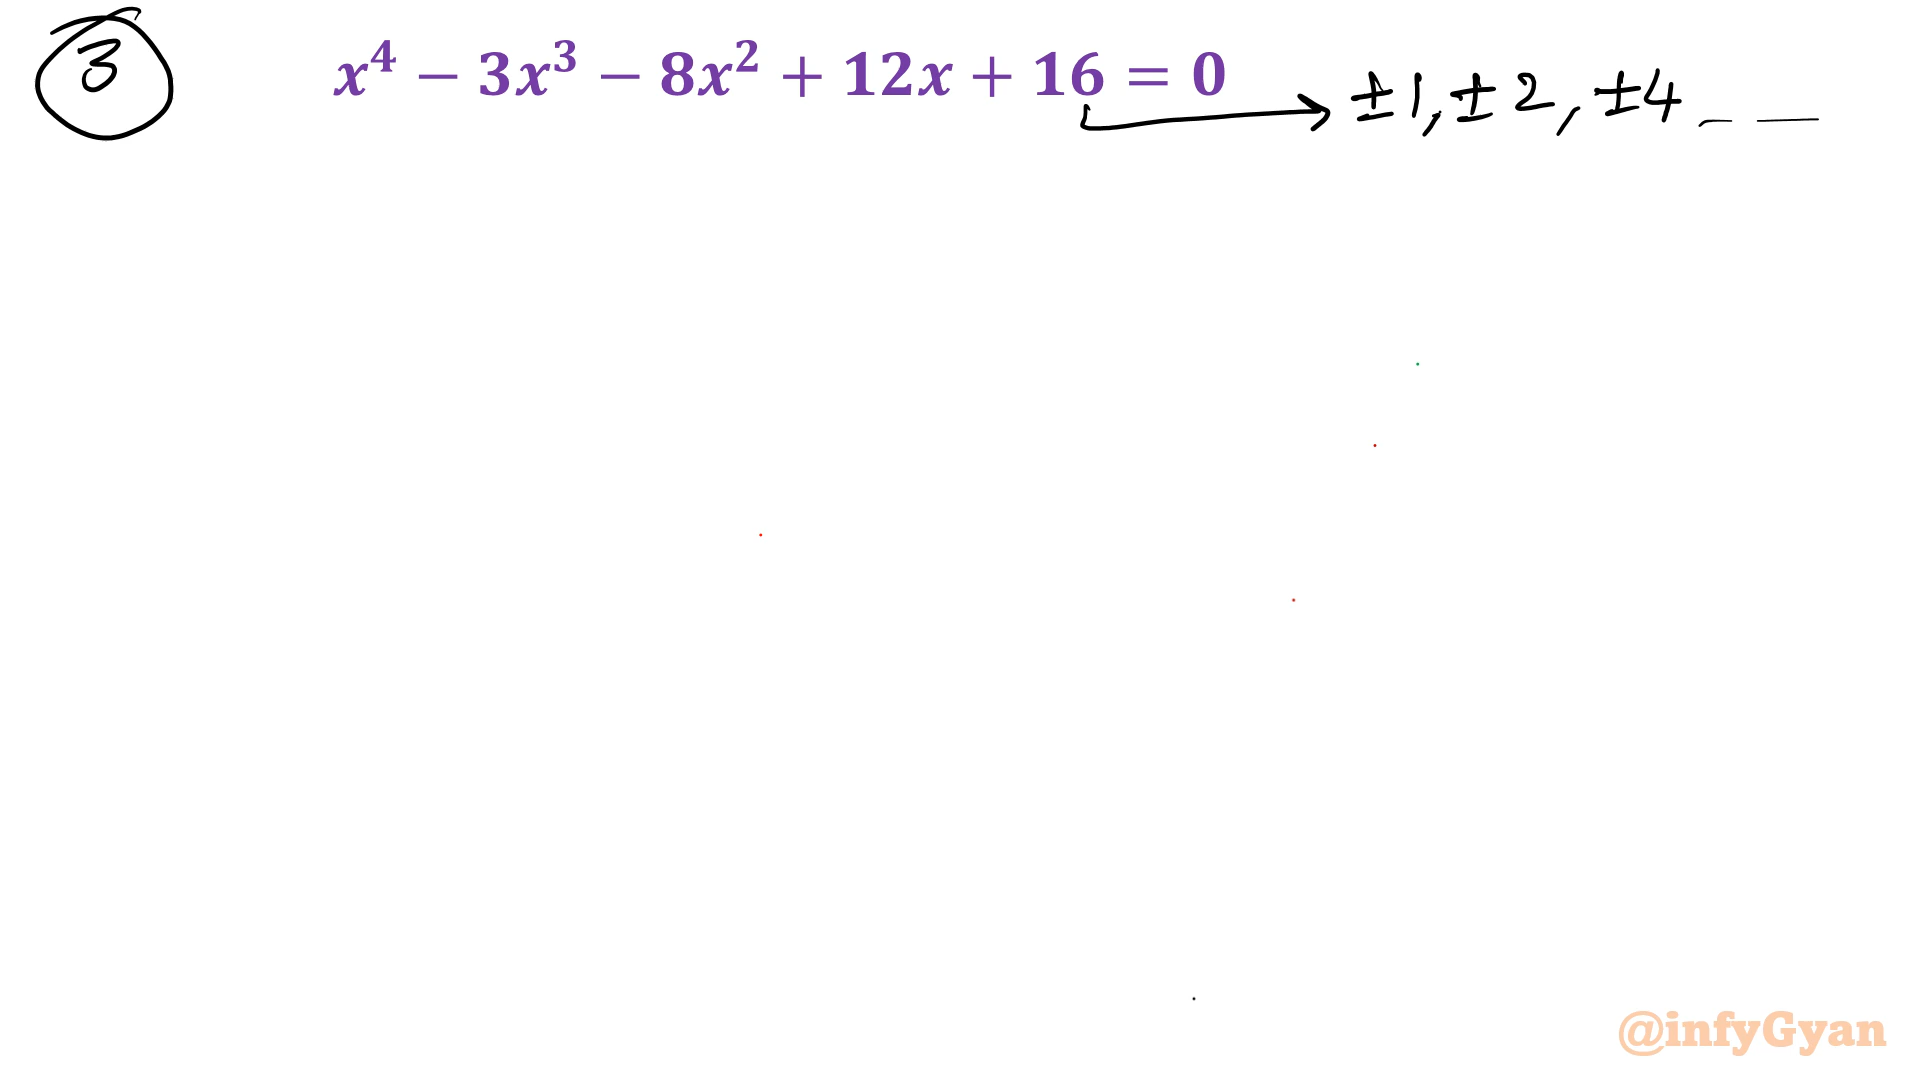 3 x⁴ − 3x³ − 8x² + 12x + 16 = 0 → ±1, ±2, ±4 _ _
@infyGyan